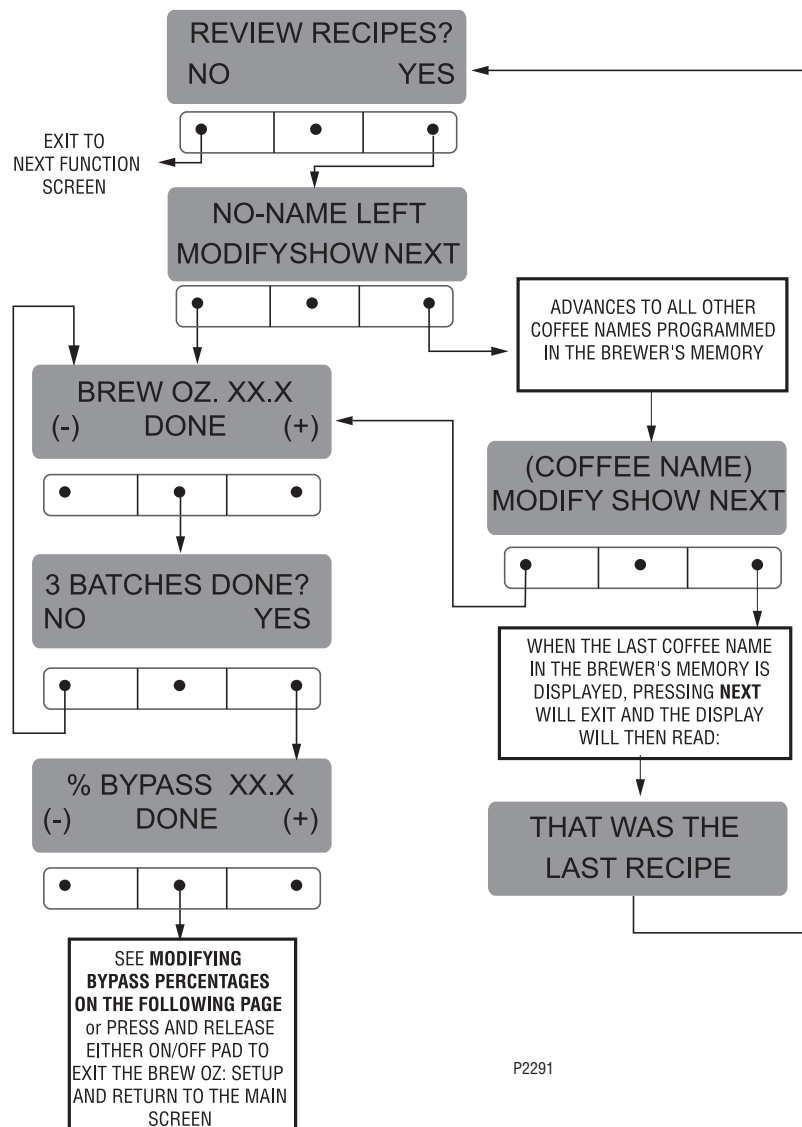 REVIEW RECIPES?
NO YES
EXIT TO
NEXT FUNCTION
SCREEN
NO-NAME LEFT
MODIFYSHOW NEXT
ADVANCES TO ALL OTHER
COFFEE NAMES PROGRAMMED
IN THE BREWER'S MEMORY
BREW OZ. XX.X
(-) DONE (+)
(COFFEE NAME)
MODIFY SHOW NEXT
3 BATCHES DONE?
NO YES
WHEN THE LAST COFFEE NAME
IN THE BREWER'S MEMORY IS
DISPLAYED, PRESSING NEXT
WILL EXIT AND THE DISPLAY
WILL THEN READ:
% BYPASS XX.X
(-) DONE (+)
THAT WAS THE
LAST RECIPE
SEE MODIFYING
BYPASS PERCENTAGES
ON THE FOLLOWING PAGE
or PRESS AND RELEASE
EITHER ON/OFF PAD TO
EXIT THE BREW OZ: SETUP
AND RETURN TO THE MAIN
SCREEN
P2291